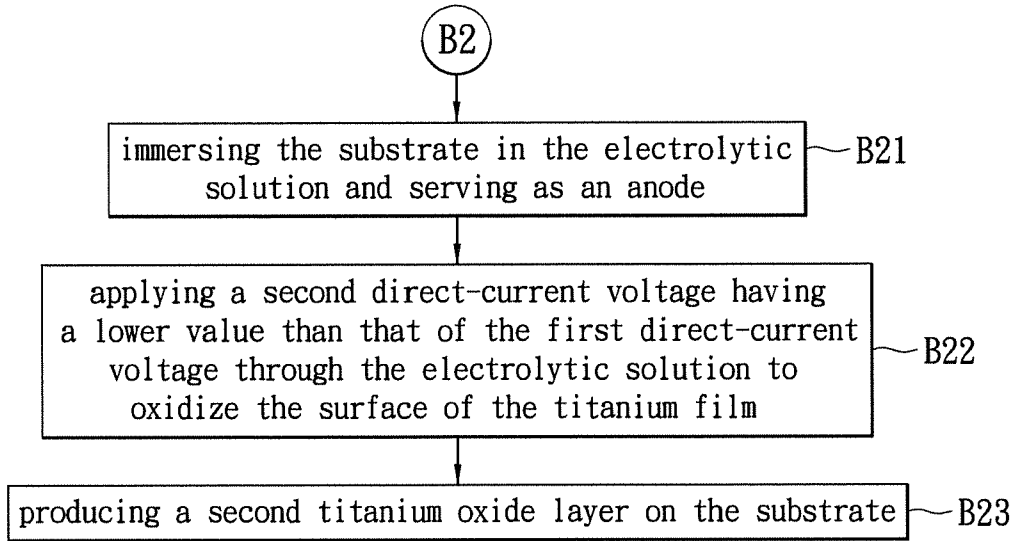 B2
immersing the substrate in the electrolytic
solution and serving as an anode
B21
applying a second direct-current voltage having
a lower value than that of the first direct-current
voltage through the electrolytic solution to
oxidize the surface of the titanium film
B22
producing a second titanium oxide layer on the substrate
B23